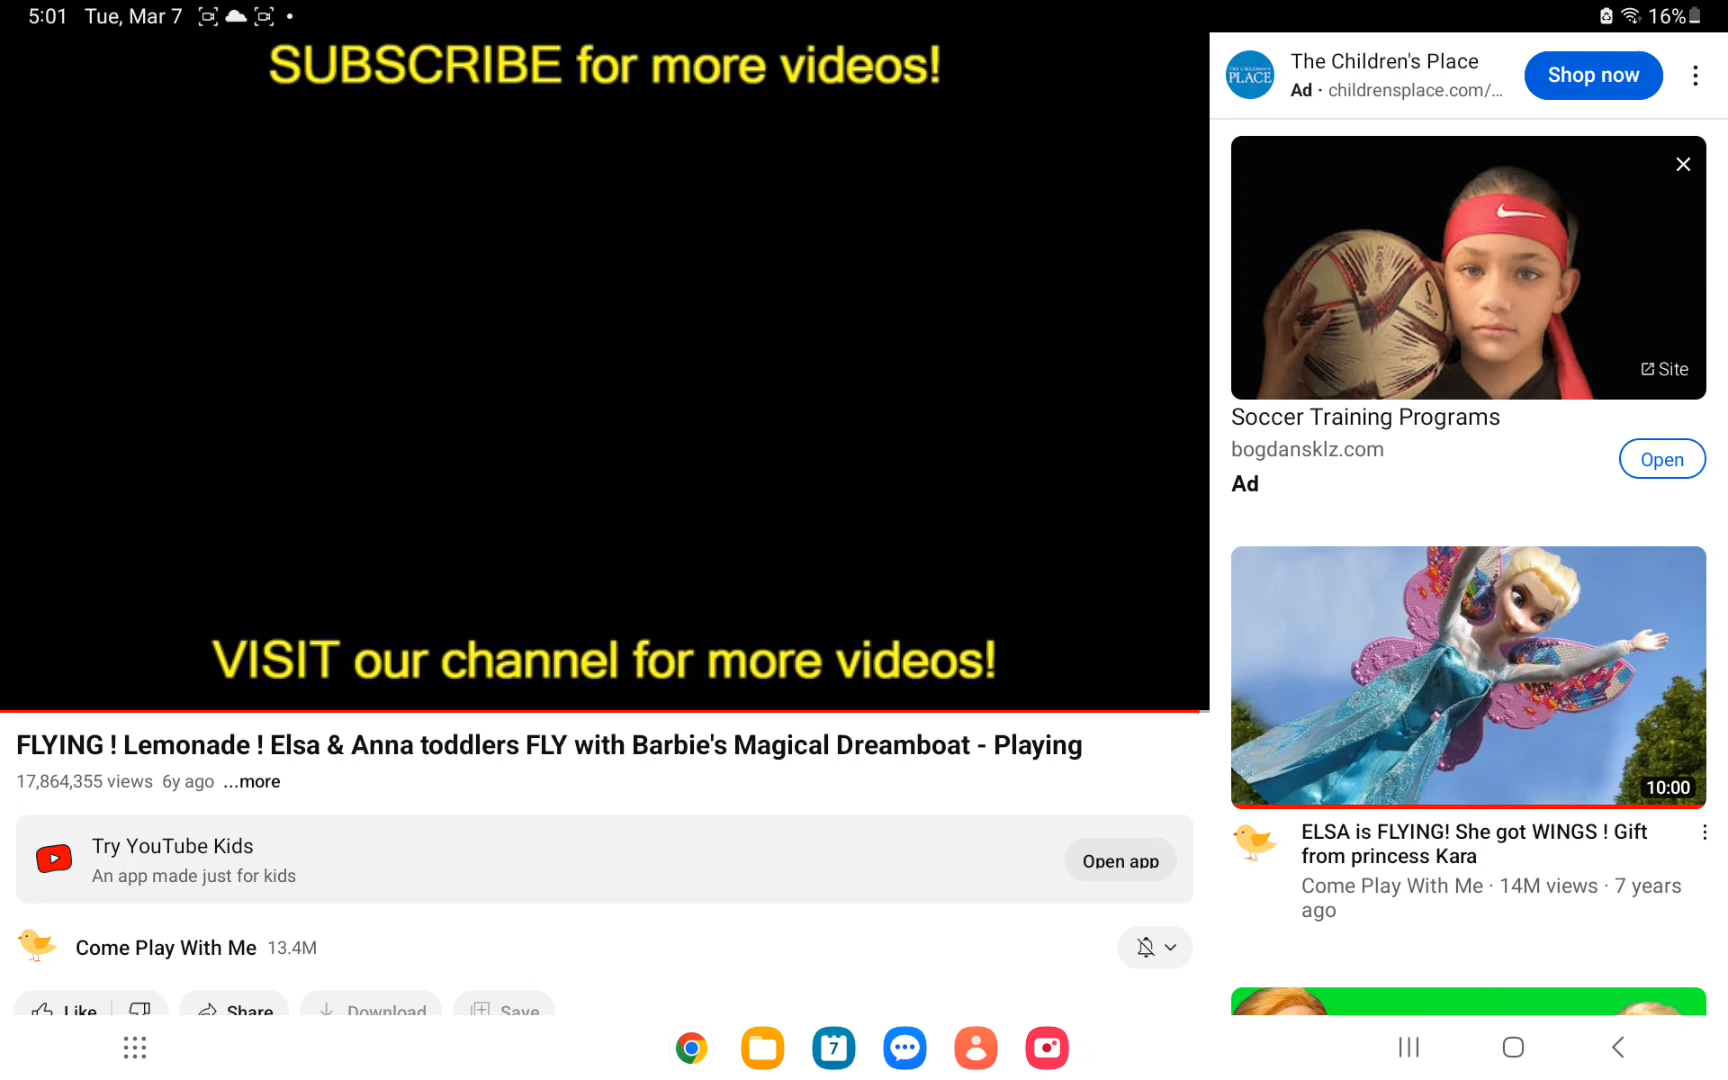 5:01 Tue, Mar 7
16%
SUBSCRIBE for more videos!
VISIT our channel for more videos!
FLYING ! Lemonade ! Elsa & Anna toddlers FLY with Barbie's Magical Dreamboat - Playing
17,864,355 views 6y ago ...more
Try YouTube Kids
An app made just for kids
Open app
Come Play With Me 13.4M
Like
Share
Download
Save
THE CHILDREN'S
PLACE
The Children's Place
Ad · childrensplace.com/...
Shop now
Site
Soccer Training Programs
bogdansklz.com
Ad
Open
10:00
ELSA is FLYING! She got WINGS ! Gift
from princess Kara
Come Play With Me · 14M views · 7 years
ago
7